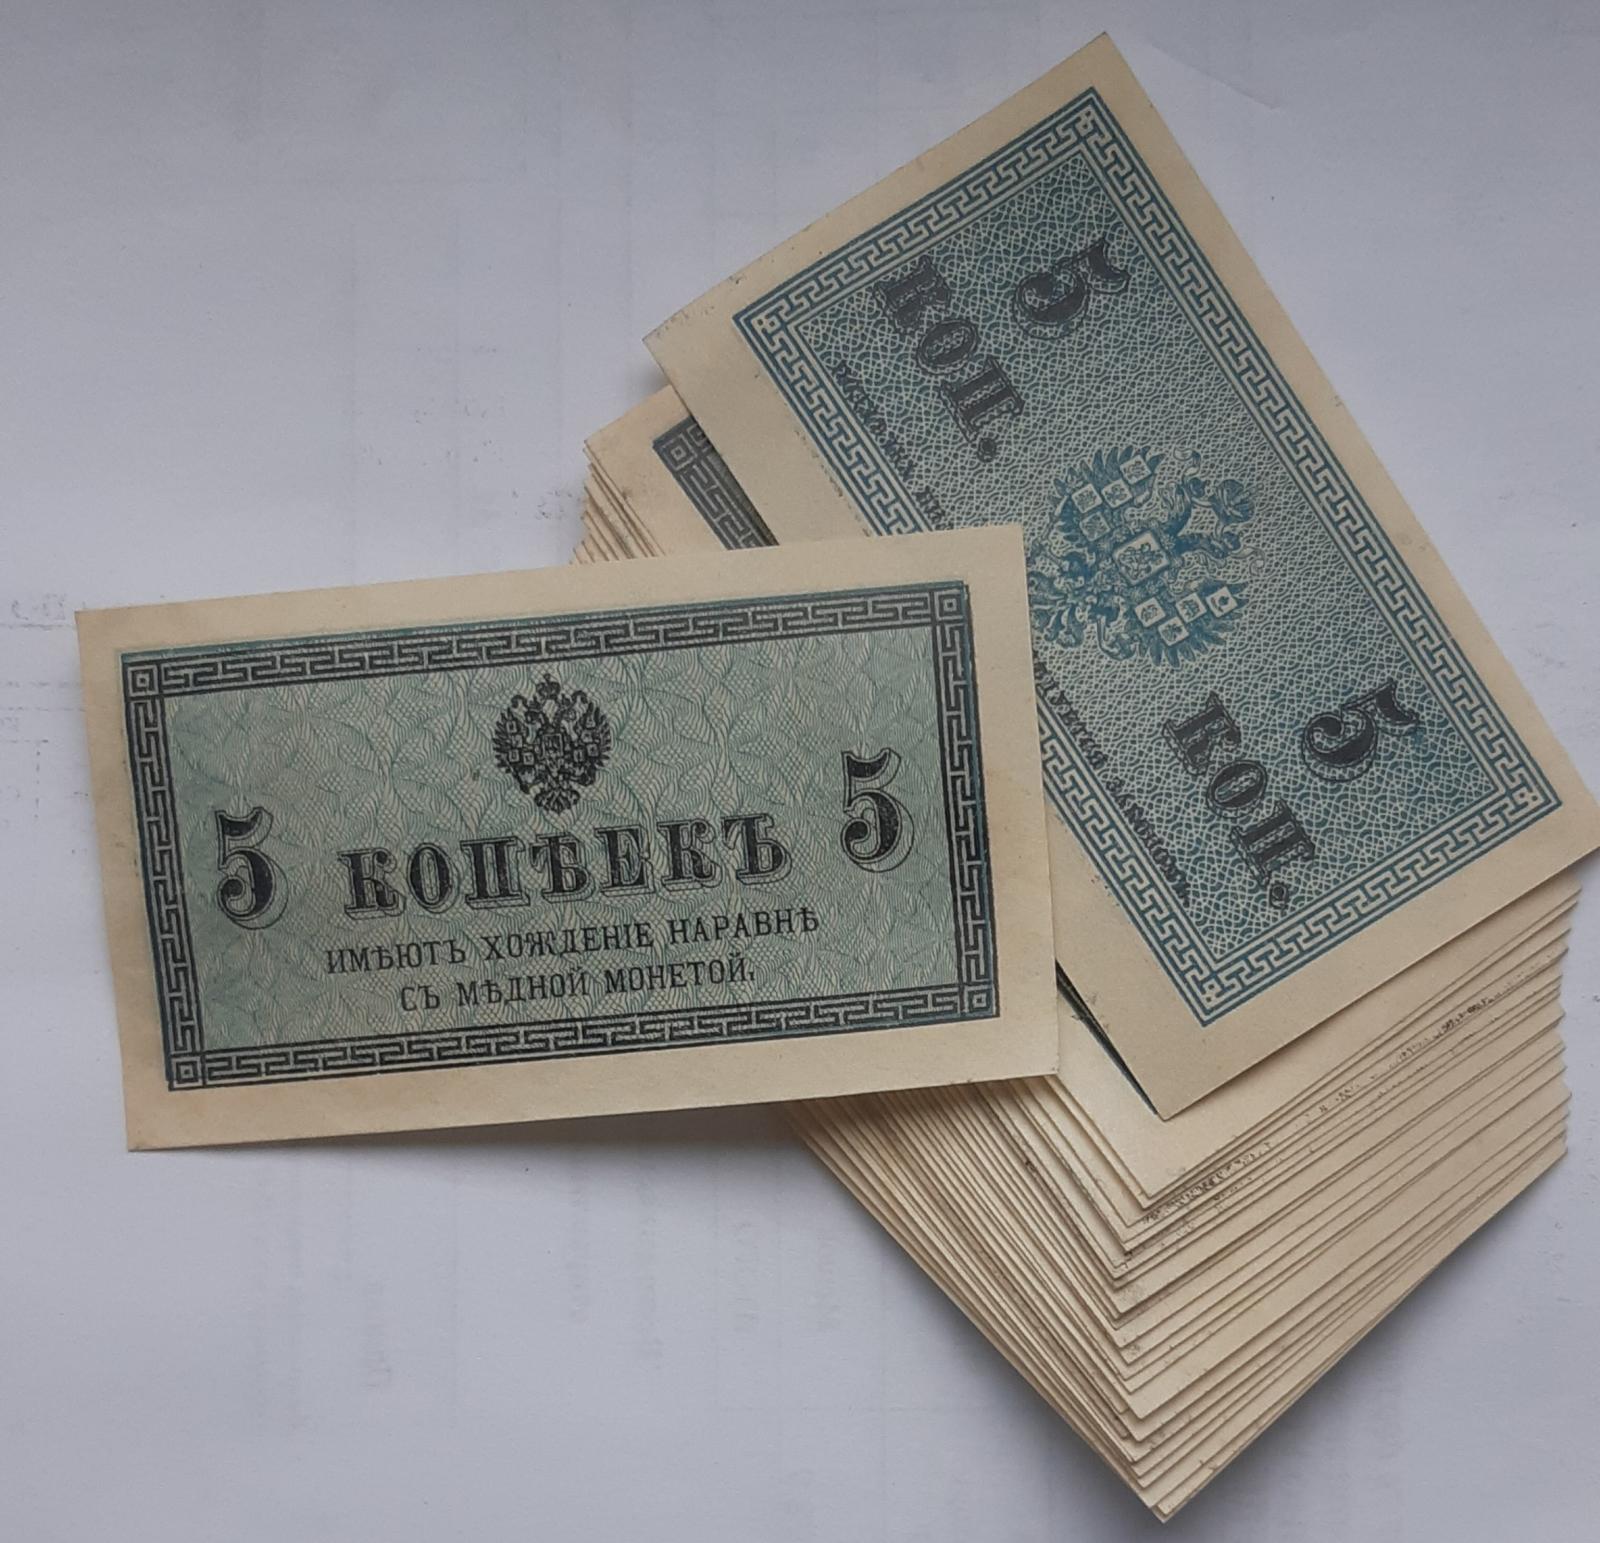 5 КОПѢЕКЪ 5
ИМѢЮТЪ ХОЖДЕНІЕ НАРАВНѢ
СЪ МѢДНОЙ МОНЕТОЙ.
5 5
КОП. КОП.